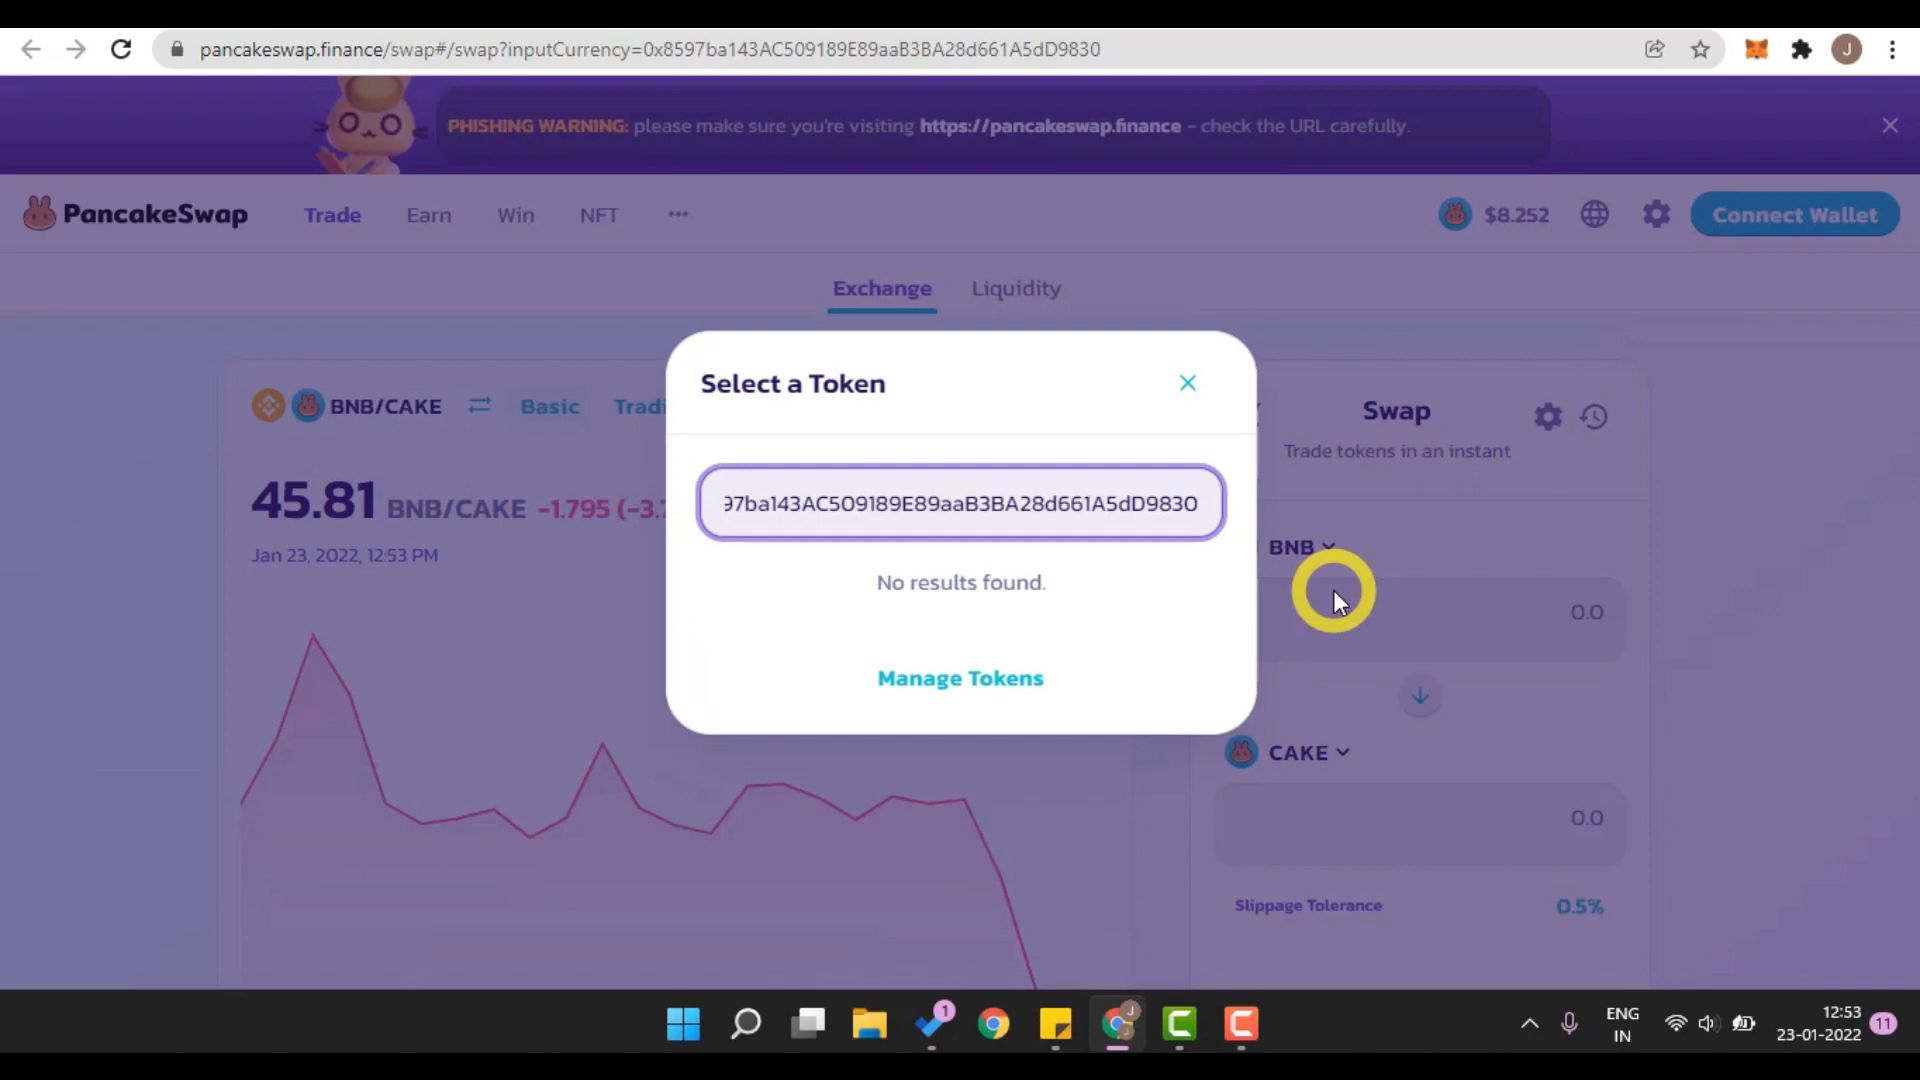 pancakeswap.finance/swap#/swap?inputCurrency=0x8597ba143AC509189E89aaB3BA28d661A5dD9830
J
PHISHING WARNING: please make sure you're visiting https://pancakeswap.finance - check the URL carefully.
PancakeSwap
Trade
Earn
Win
NFT
$8.252
Connect Wallet
Exchange
Liquidity
BNB/CAKE
Basic
Tradi
45.81 BNB/CAKE -1.795 (-3.7
Jan 23, 2022, 12:53 PM
Select a Token
97ba143AC509189E89aaB3BA28d661A5dD9830
No results found.
Manage Tokens
Swap
Trade tokens in an instant
BNB
0.0
CAKE
0.0
Slippage Tolerance
0.5%
1
J
ENG
IN
12:53
23-01-2022
11